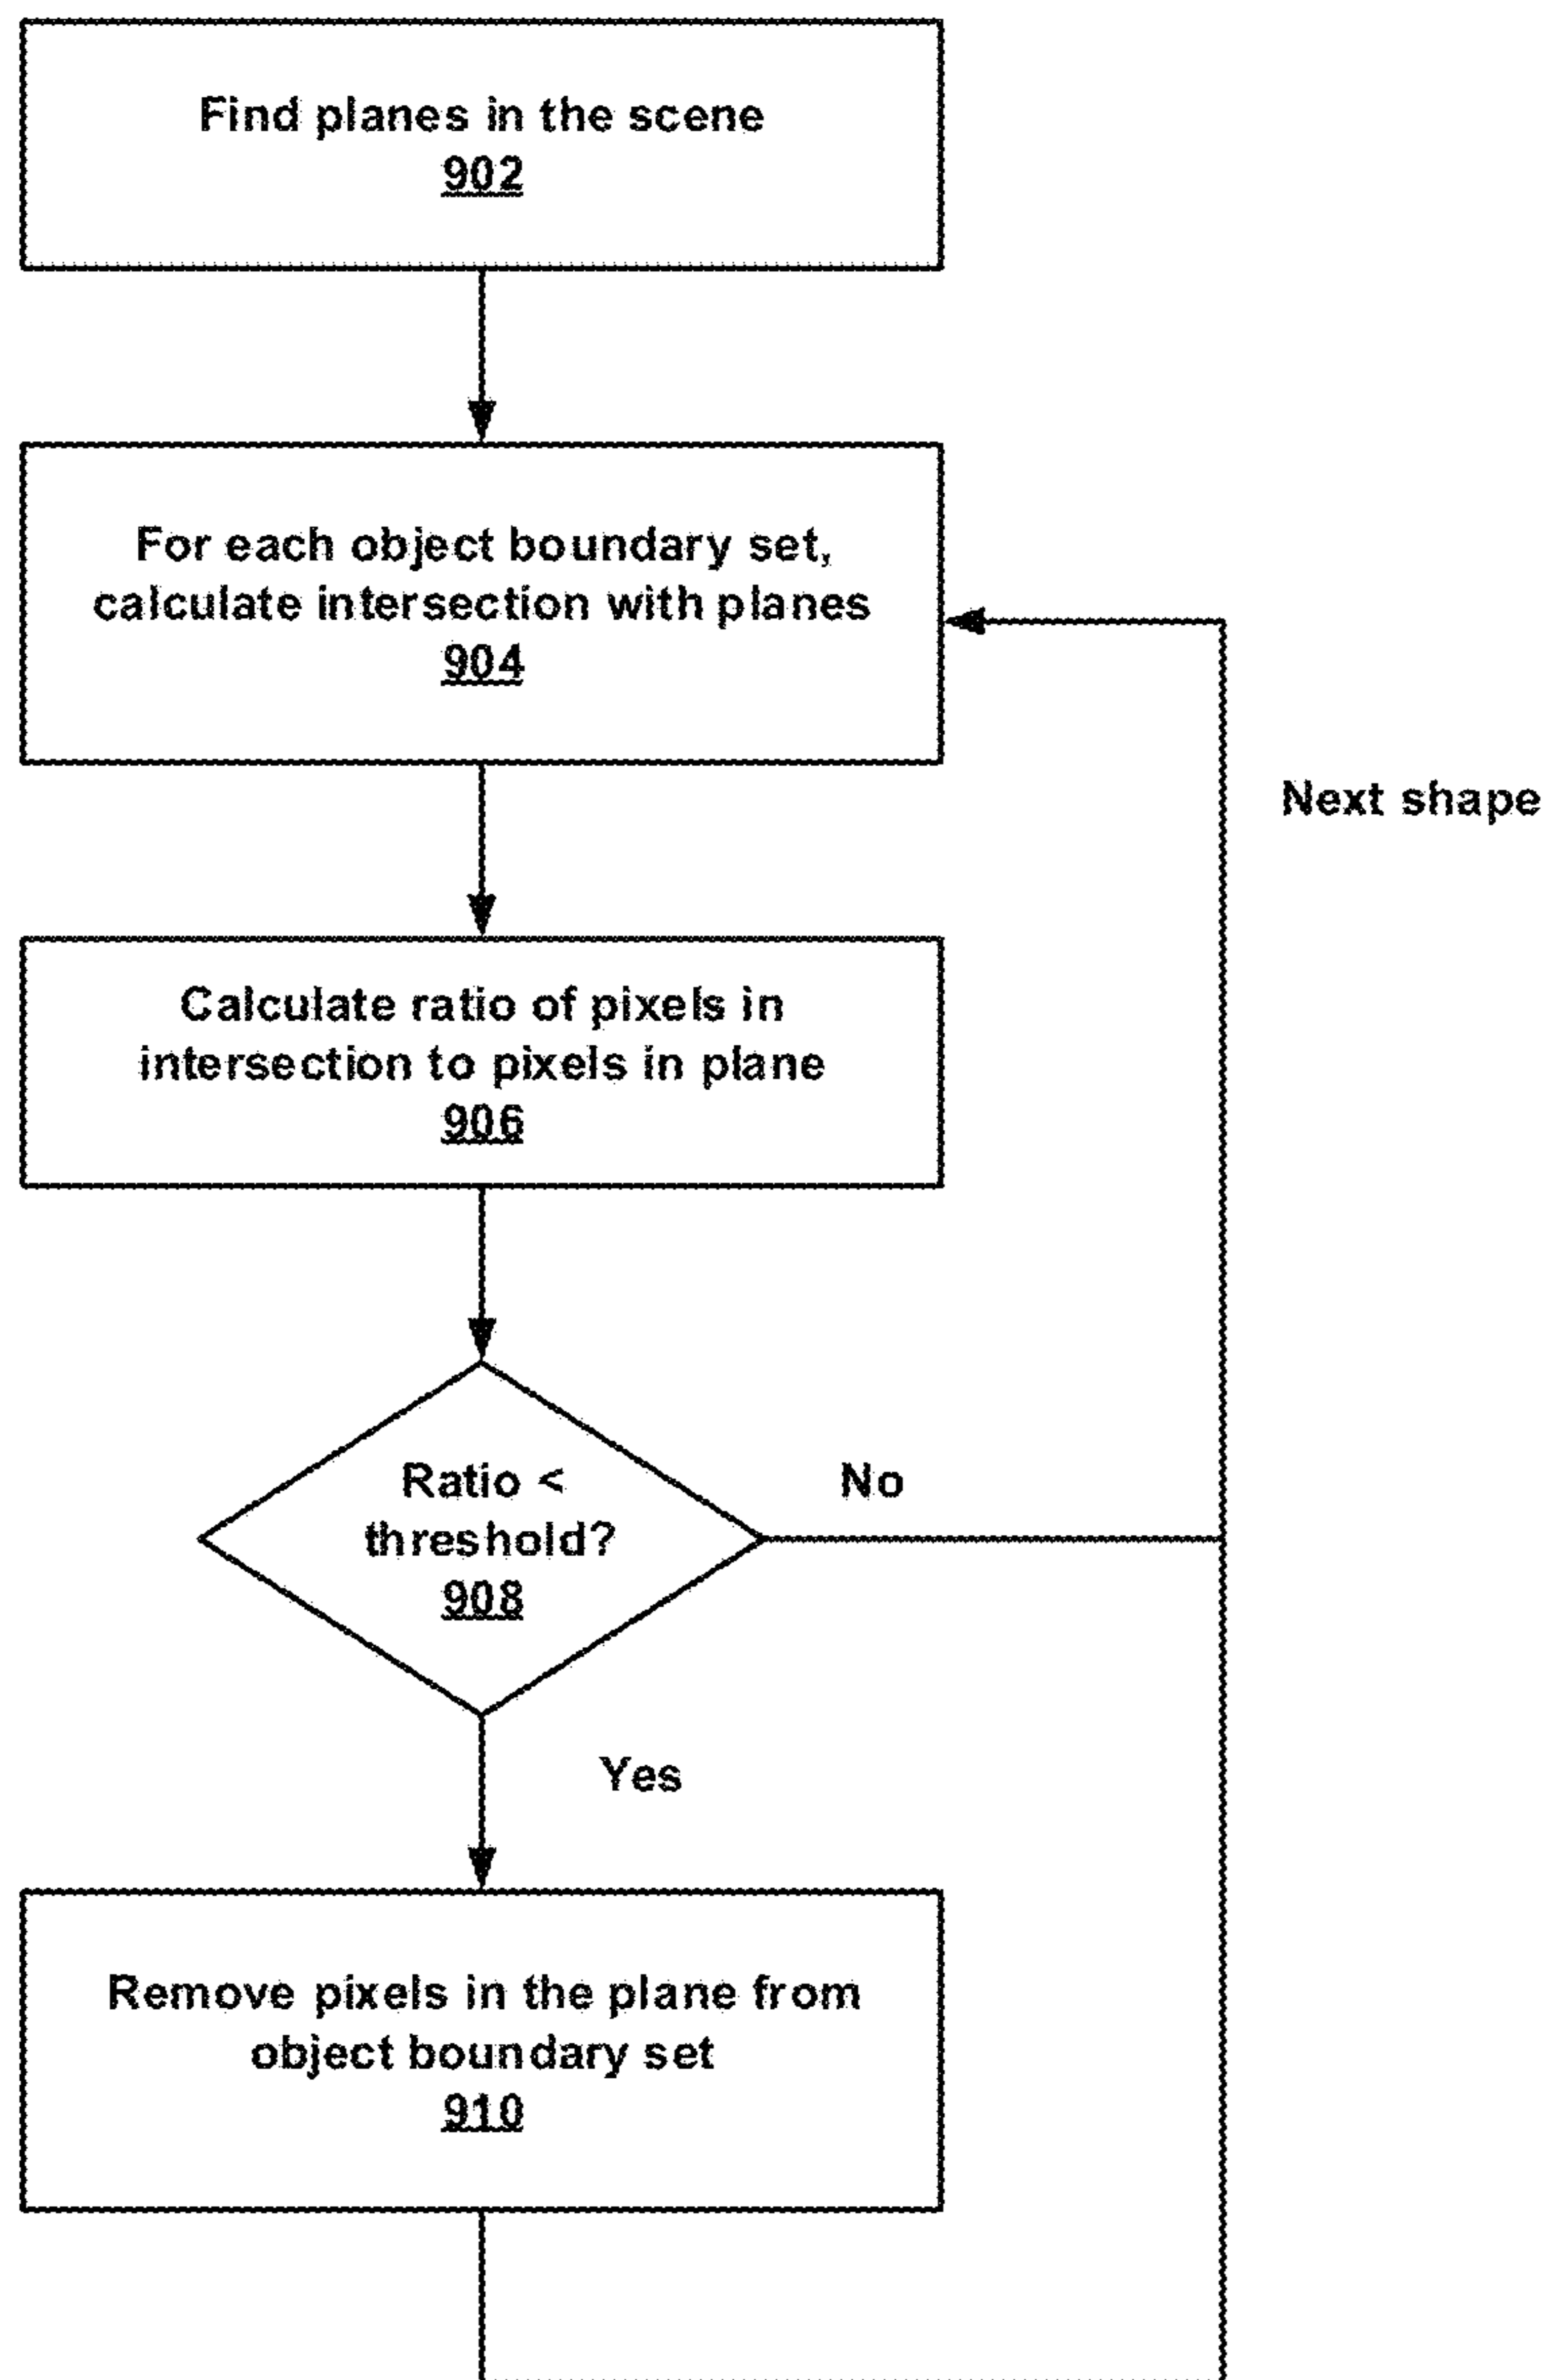 Find planes in the scene
902
For each object boundary set,
calculate intersection with planes
904
Next shape
Calculate ratio of pixels in
intersection to pixels in plane
906
Ratio <
threshold?
908
No
Yes
Remove pixels in the plane from
object boundary set
910